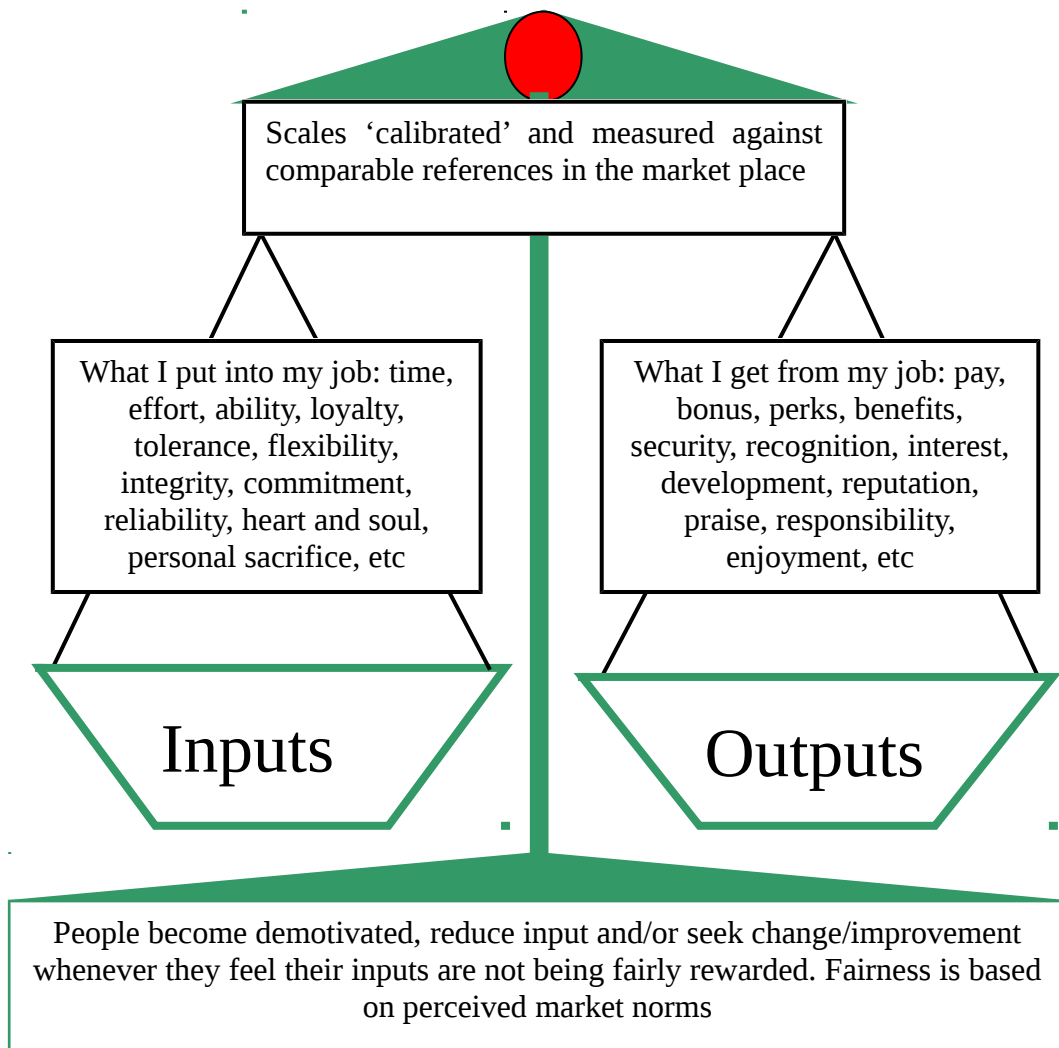 Scales ‘calibrated’ and measured against
comparable references in the market place
What I put into my job: time,
effort, ability, loyalty,
tolerance, flexibility,
integrity, commitment,
reliability, heart and soul,
personal sacrifice, etc
What I get from my job: pay,
bonus, perks, benefits,
security, recognition, interest,
development, reputation,
praise, responsibility,
enjoyment, etc
Inputs
Outputs
People become demotivated, reduce input and/or seek change/improvement
whenever they feel their inputs are not being fairly rewarded. Fairness is based
on perceived market norms